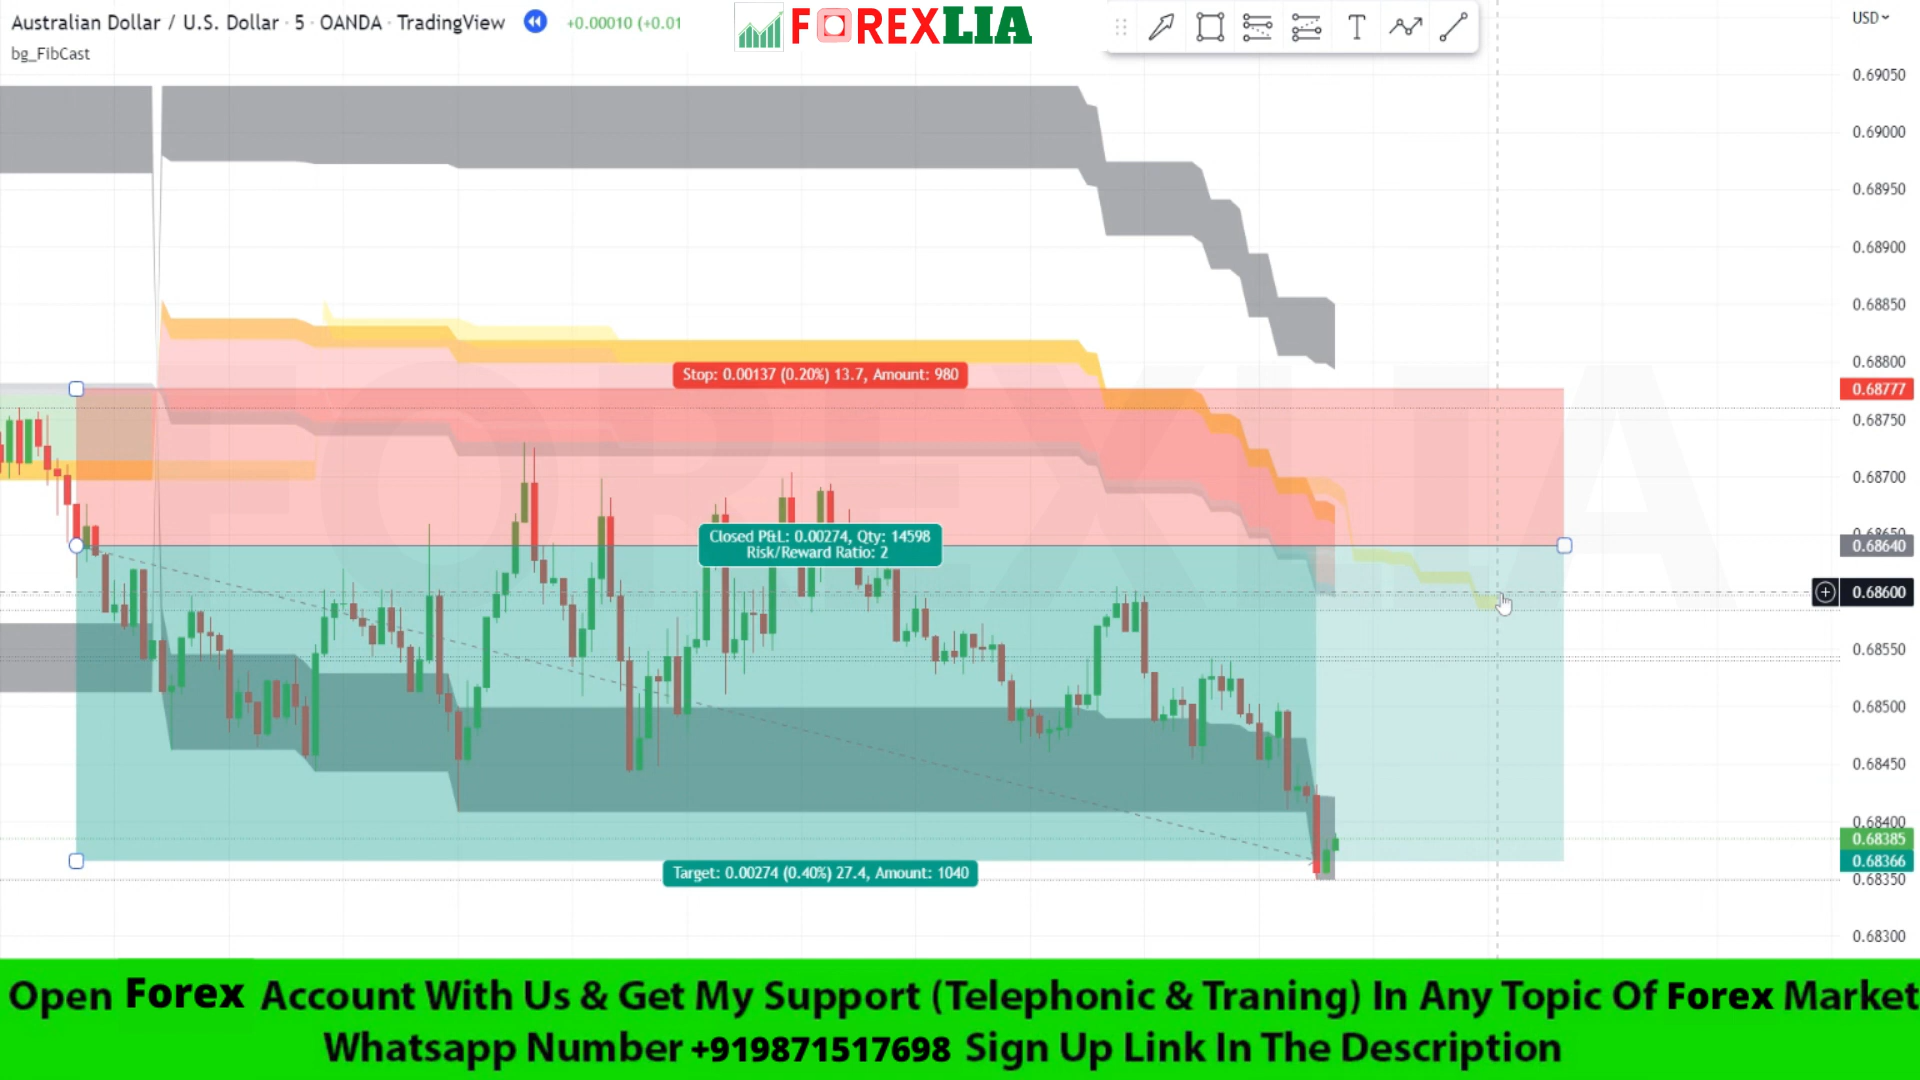 Australian Dollar / U.S. Dollar · 5 · OANDA · TradingView
+0.00010 (+0.01
bg_FIbCast
FOREXLIA
T
USD
0.69050
0.69000
0.68950
0.68900
0.68850
0.68800
Stop: 0.00137 (0.20%) 13.7, Amount: 980
0.68777
0.68750
0.68700
0.68650
Closed P&L: 0.00274, Qty: 14598
Risk/Reward Ratio: 2
0.68640
0.68600
0.68550
0.68500
0.68450
0.68400
0.68385
0.68366
Target: 0.00274 (0.40%) 27.4, Amount: 1040
0.68350
0.68300
FOREXLIA
Open Forex Account With Us & Get My Support (Telephonic & Traning) In Any Topic Of Forex Market
Whatsapp Number +919871517698 Sign Up Link In The Description